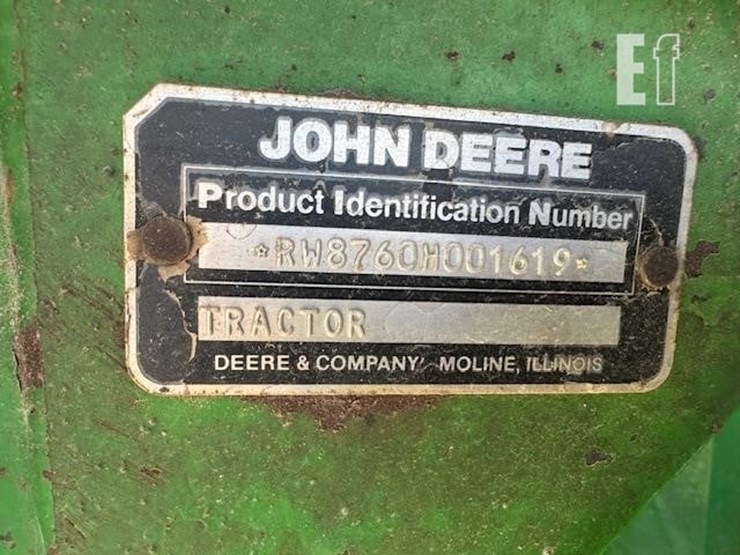 Ef
JOHN DEERE
Product Identification Number
*RW8760H001619*
TRACTOR
DEERE & COMPANY MOLINE, ILLINOIS